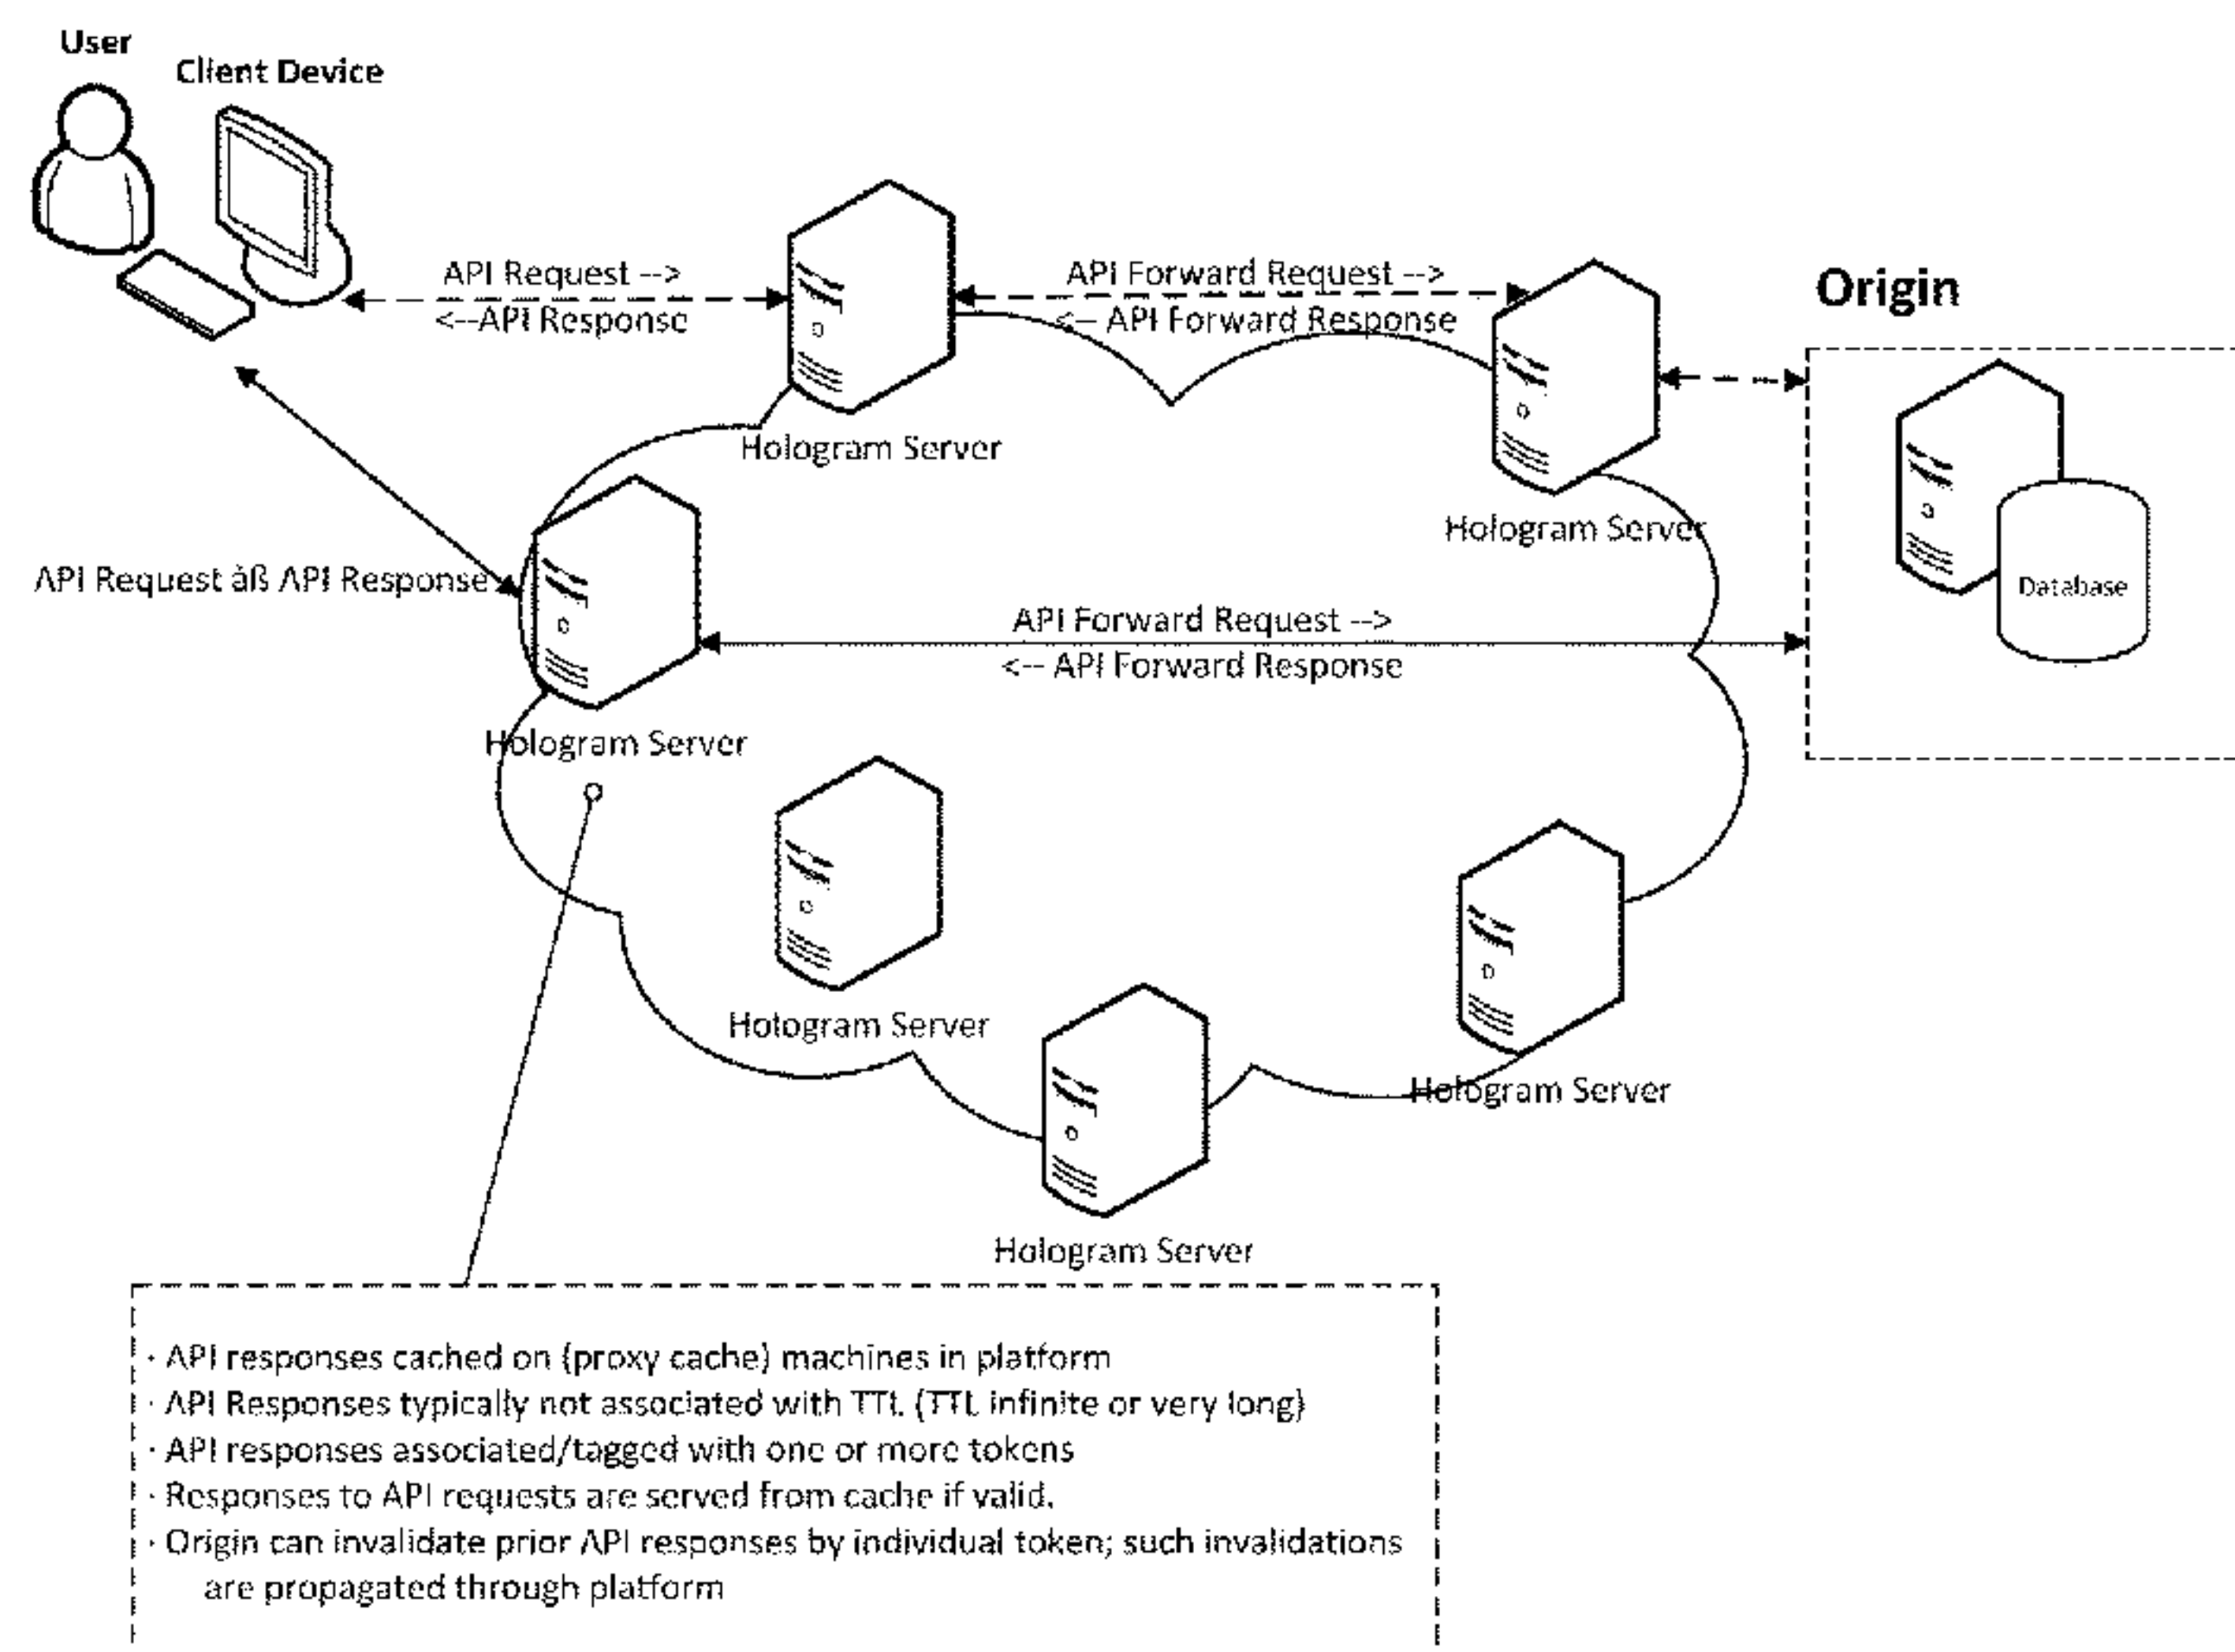 User
Client Device
API Request -->
<--API Response
API Forward Request -->
<-- API Forward Response
Origin
Hologram Server
Hologram Server
Database
API Request àß API Response
API Forward Request -->
<-- API Forward Response
Hologram Server
Hologram Server
Hologram Server
Hologram Server
· API responses cached on (proxy cache) machines in platform
· API Responses typically not associated with TTL (TTL infinite or very long)
· API responses associated/tagged with one or more tokens
· Responses to API requests are served from cache if valid.
· Origin can invalidate prior API responses by individual token; such invalidations
are propagated through platform